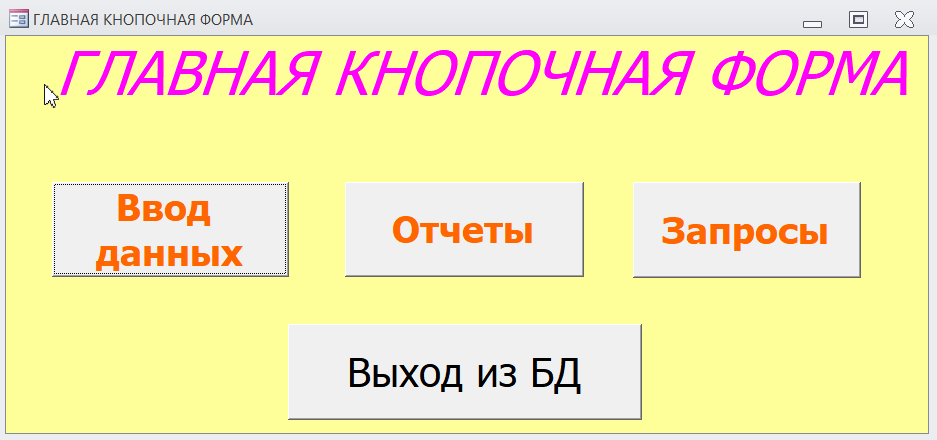 ГЛАВНАЯ КНОПОЧНАЯ ФОРМА
ГЛАВНАЯ КНОПОЧНАЯ ФОРМА
Ввод
данных
Отчеты
Запросы
Выход из БД